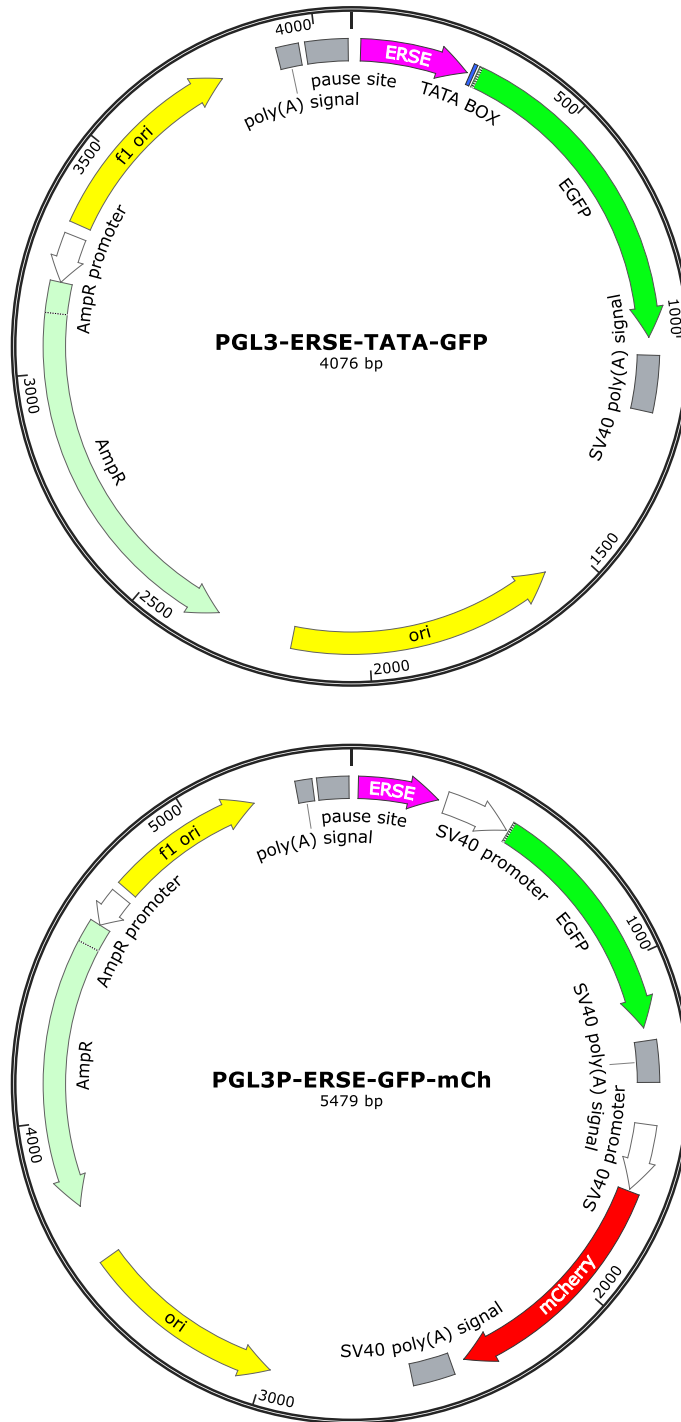 4000
ERSE
pause site
poly(A) signal
TATA BOX
500
f1 ori
3500
EGFP
AmpR promoter
1000
SV40 poly(A) signal
PGL3-ERSE-TATA-GFP
4076 bp
3000
AmpR
1500
2500
ori
2000
ERSE
5000
pause site
f1 ori
poly(A) signal
SV40 promoter
AmpR promoter
EGFP
1000
SV40 poly(A) signal
AmpR
PGL3P-ERSE-GFP-mCh
5479 bp
SV40 promoter
4000
mCherry
2000
ori
SV40 poly(A) signal
3000